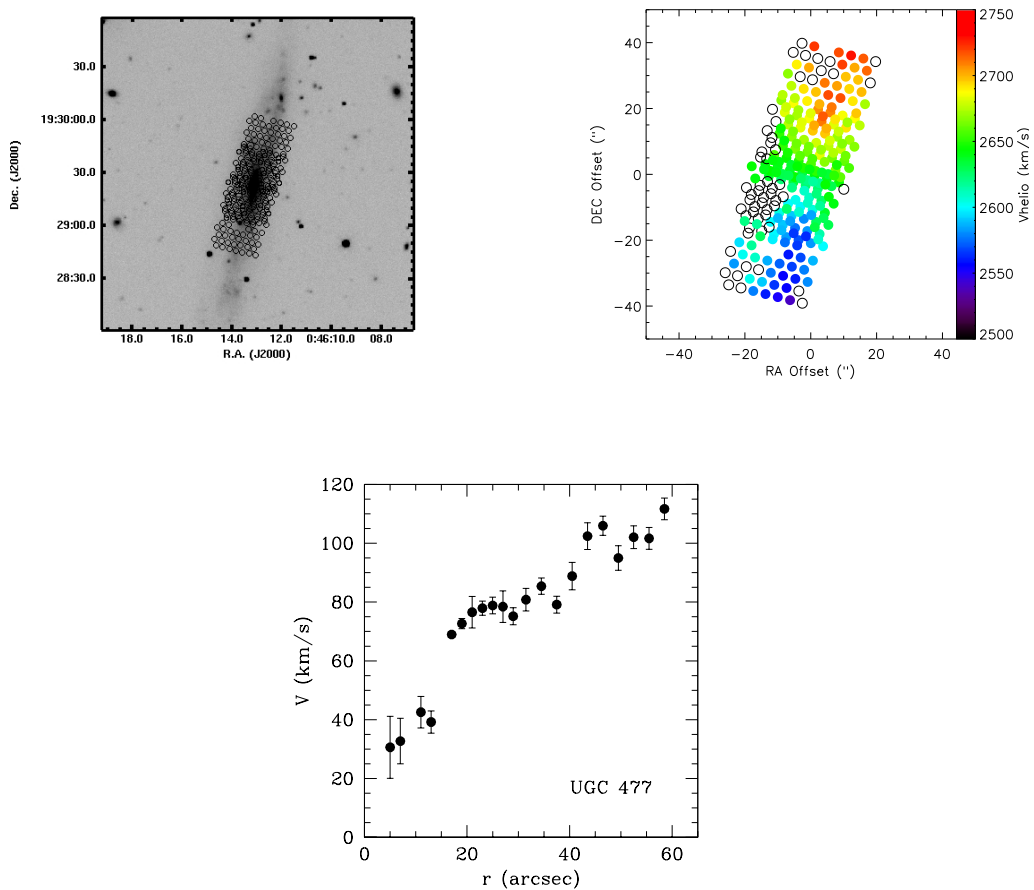 30.0
19:30:00.0
30.0
29:00.0
28:30.0
Dec. (J2000)
18.0 16.0 14.0 12.0 0:46:10.0 08.0
R.A. (J2000)
40
20
0
−20
−40
DEC Offset (")
−40 −20 0 20 40
RA Offset (")
2750
2700
2650
2600
2550
2500
Vhelio (km/s)
120
100
80
60
40
20
0
V (km/s)
UGC 477
0 20 40 60
r (arcsec)